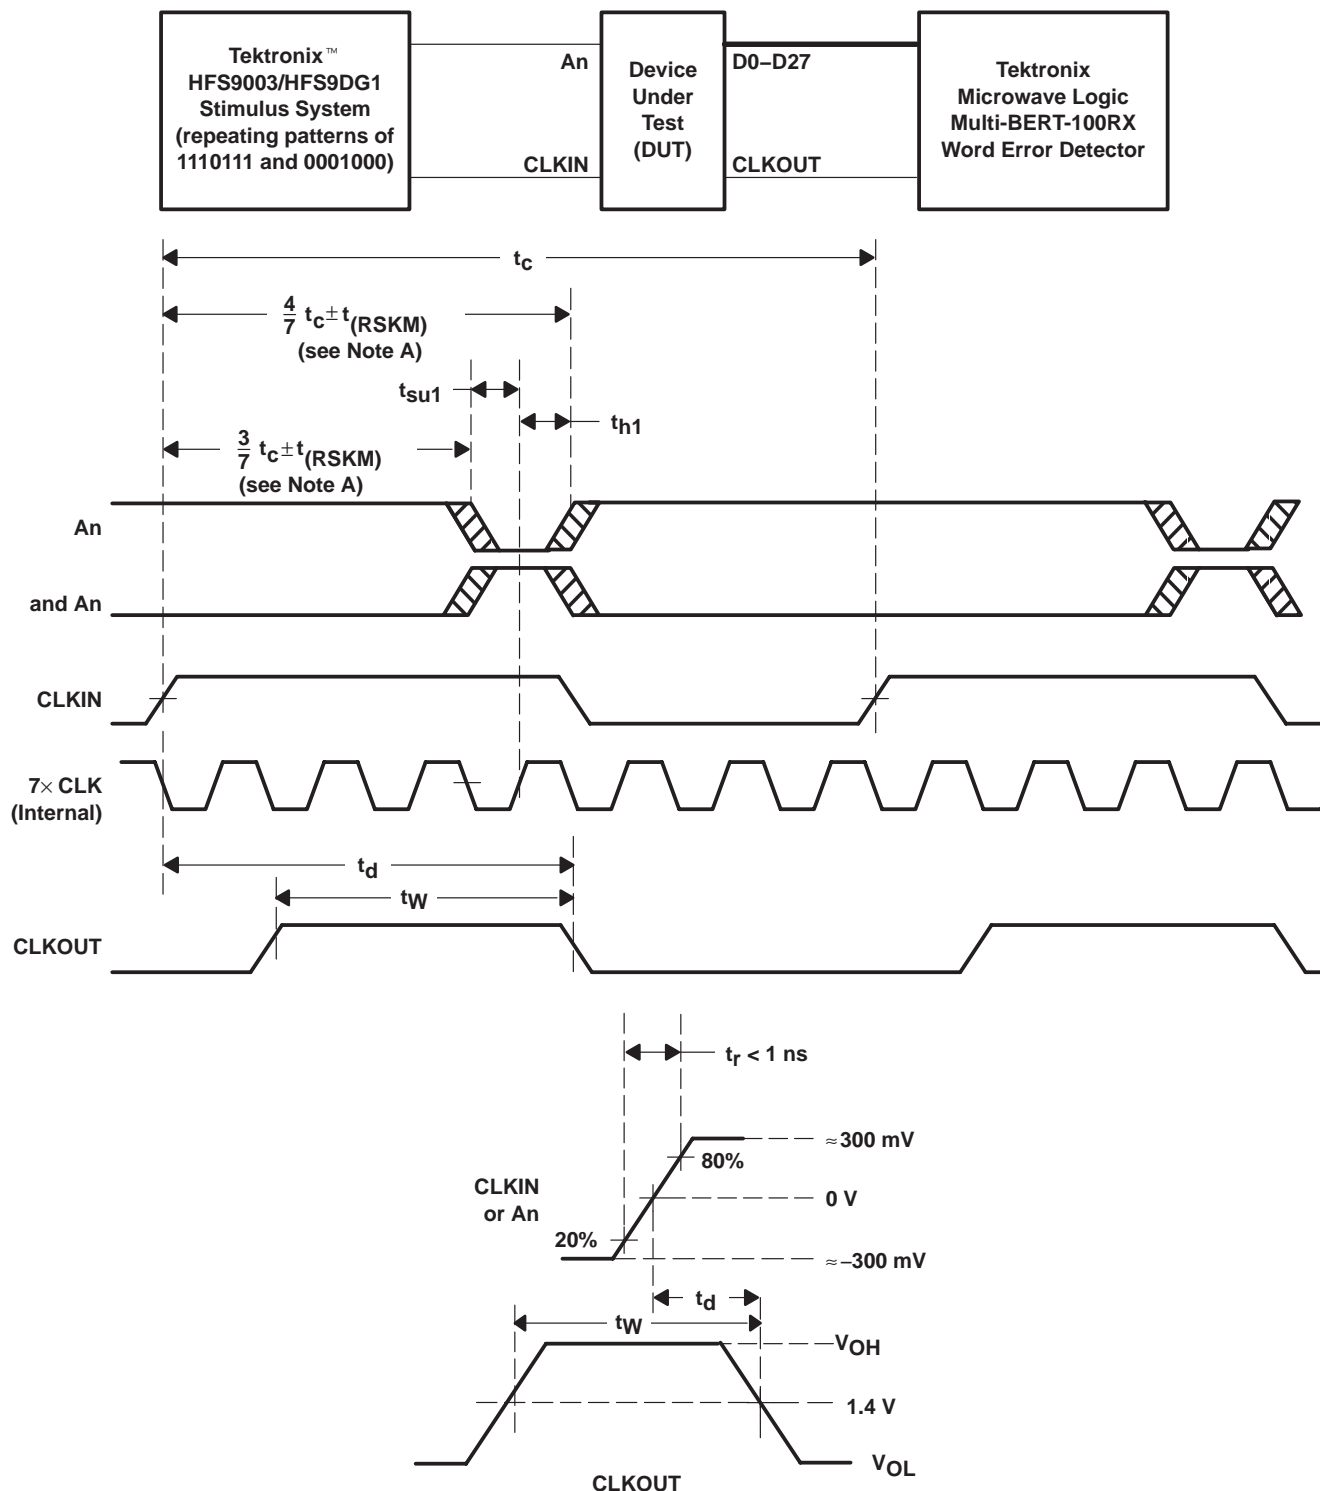 Tektronix™
HFS9003/HFS9DG1
Stimulus System
(repeating patterns of
1110111 and 0001000)
An
CLKIN
Device
Under
Test
(DUT)
D0–D27
CLKOUT
Tektronix
Microwave Logic
Multi-BERT-100RX
Word Error Detector
tc
4/7 tc ± t(RSKM)
(see Note A)
tsu1
th1
3/7 tc ± t(RSKM)
(see Note A)
An
and An
CLKIN
7× CLK
(Internal)
td
tW
CLKOUT
tr < 1 ns
≈300 mV
80%
CLKIN
or An
0 V
20%
≈–300 mV
td
tW
VOH
1.4 V
VOL
CLKOUT